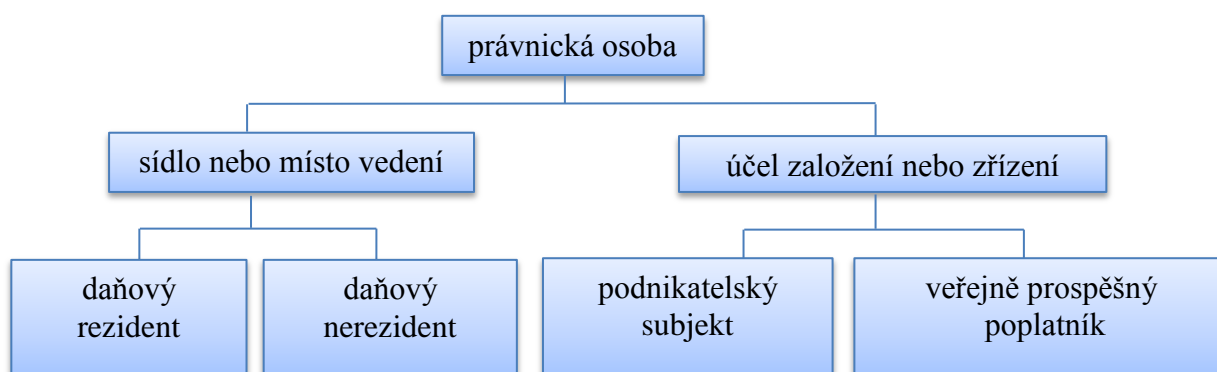 právnická osoba
sídlo nebo místo vedení
účel založení nebo zřízení
daňový
rezident
daňový
nerezident
podnikatelský
subjekt
veřejně prospěšný
poplatník